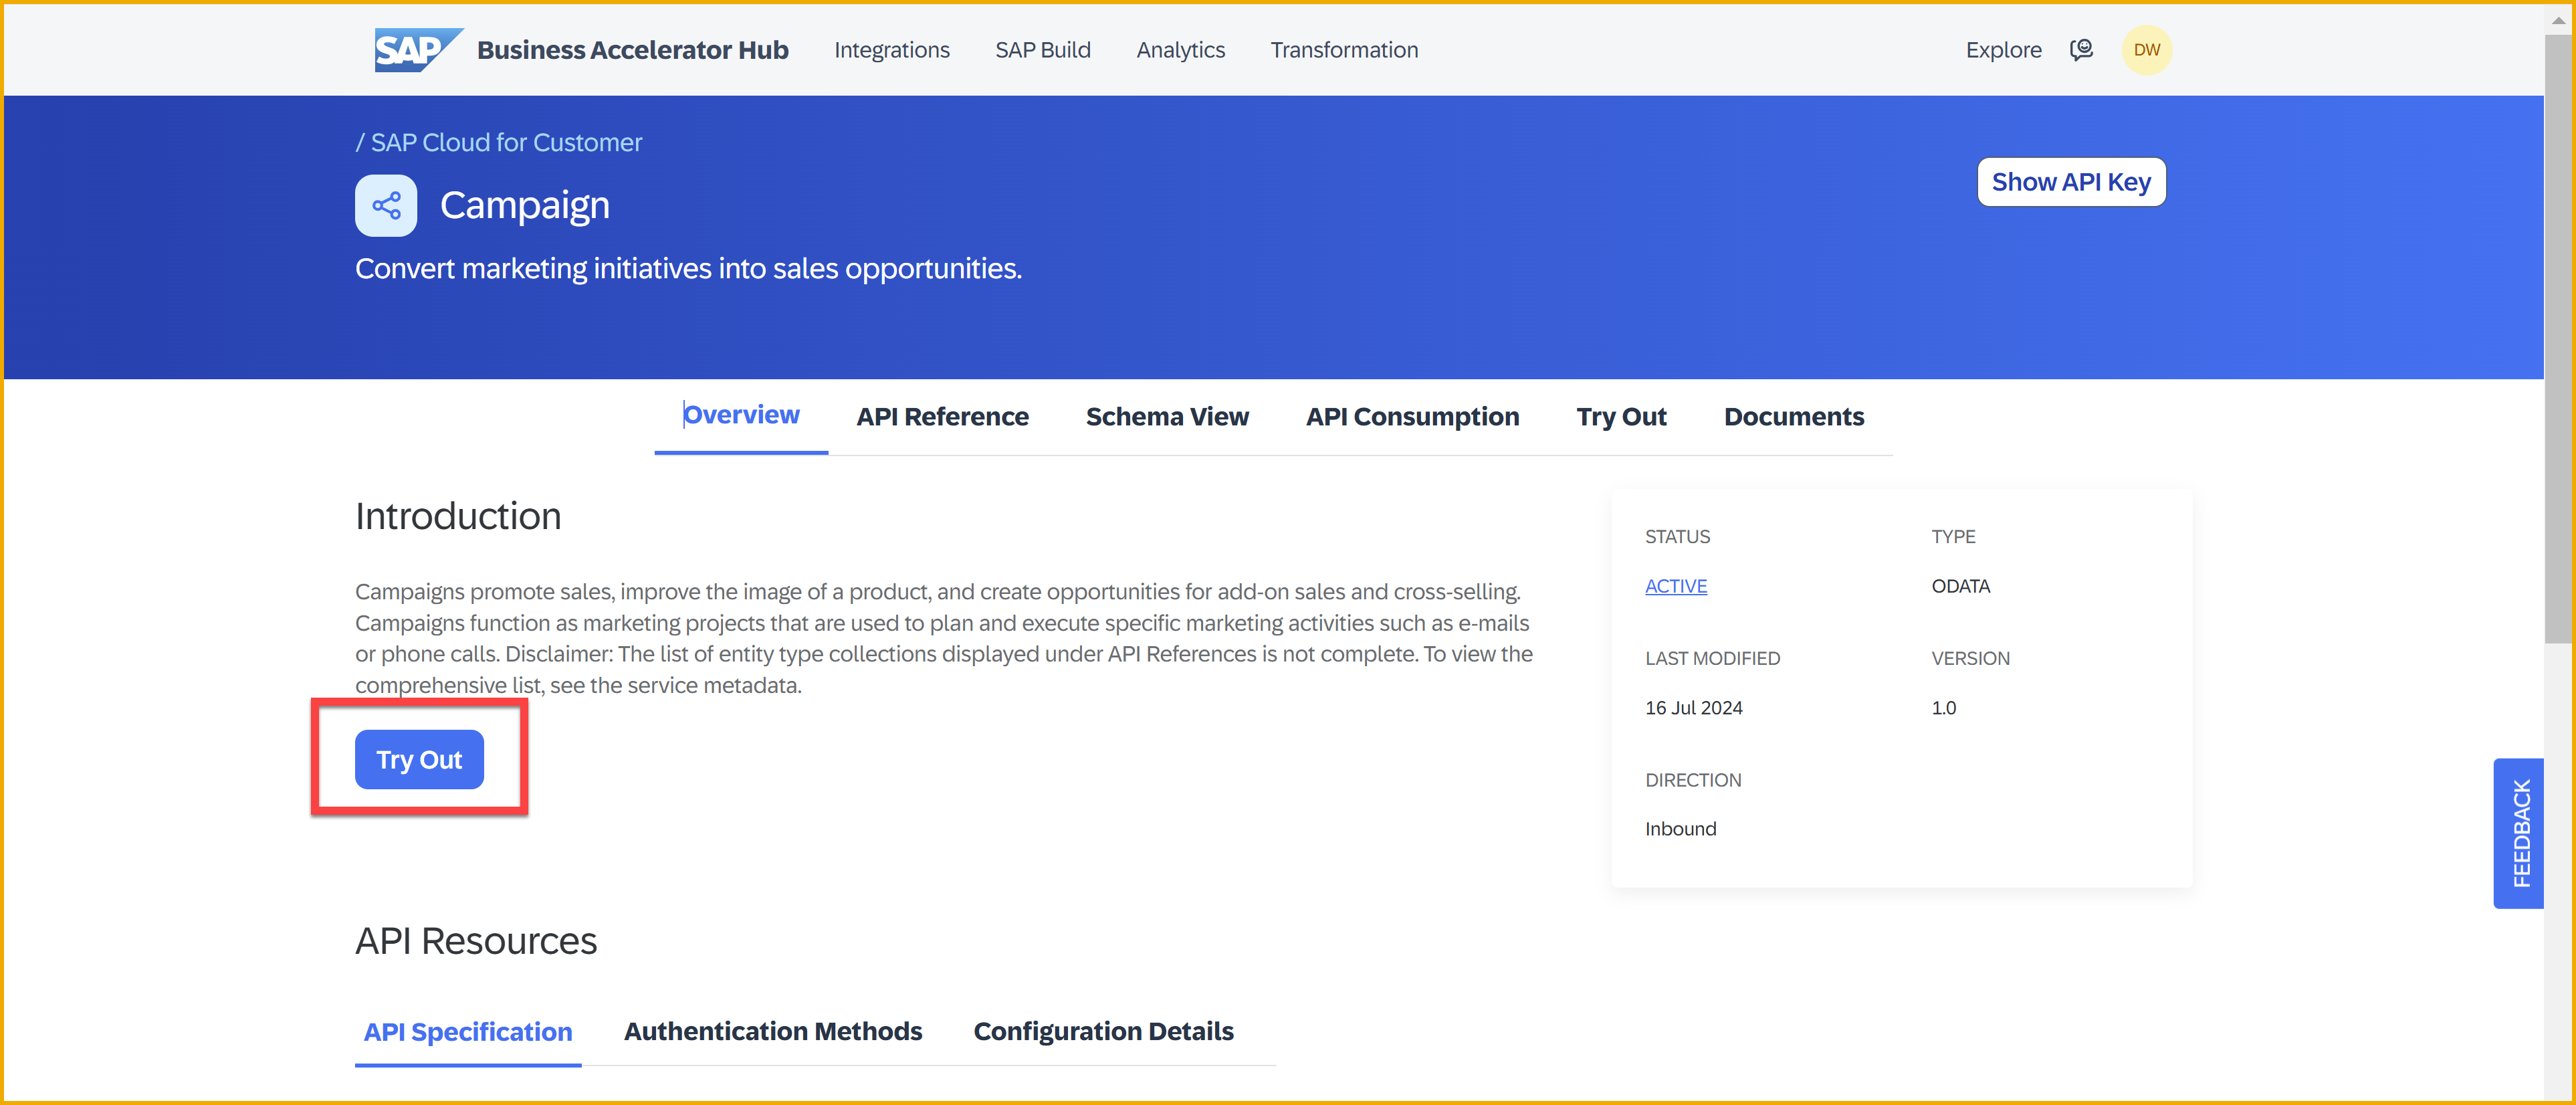 SAP Business Accelerator Hub Integrations SAP Build Analytics Transformation Explore DW
/ SAP Cloud for Customer
Show API Key
Campaign
Convert marketing initiatives into sales opportunities.
Overview API Reference Schema View API Consumption Try Out Documents
Introduction
Campaigns promote sales, improve the image of a product, and create opportunities for add-on sales and cross-selling.
Campaigns function as marketing projects that are used to plan and execute specific marketing activities such as e-mails
or phone calls. Disclaimer: The list of entity type collections displayed under API References is not complete. To view the
comprehensive list, see the service metadata.
Try Out
STATUS TYPE
ACTIVE ODATA
LAST MODIFIED VERSION
16 Jul 2024 1.0
DIRECTION
Inbound
FEEDBACK
API Resources
API Specification Authentication Methods Configuration Details